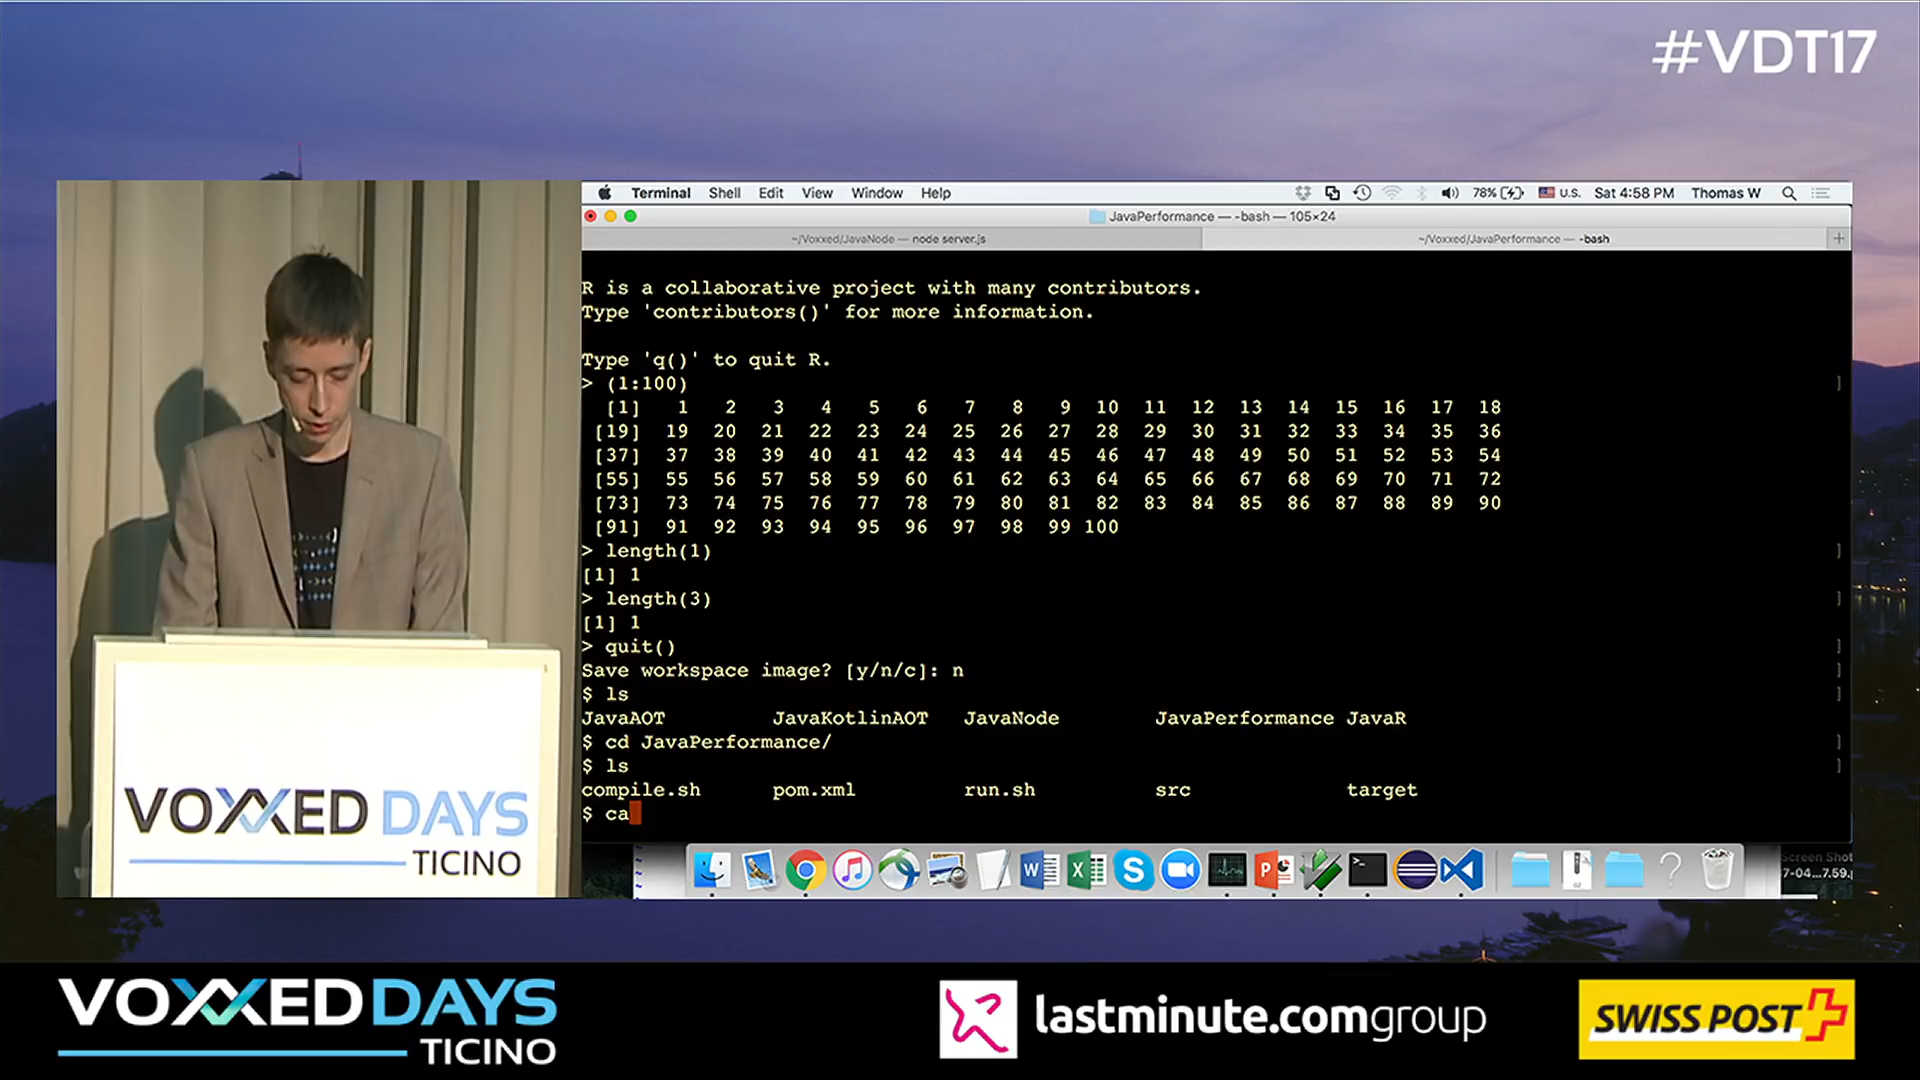 #VDT17
Terminal Shell Edit View Window Help 78% U.S. Sat 4:58 PM Thomas W
JavaPerformance — -bash — 105×24
~/Voxxed/JavaNode — node server.js ~/Voxxed/JavaPerformance — -bash
R is a collaborative project with many contributors.
Type 'contributors()' for more information.
Type 'q()' to quit R.
> (1:100)
[1] 1 2 3 4 5 6 7 8 9 10 11 12 13 14 15 16 17 18
[19] 19 20 21 22 23 24 25 26 27 28 29 30 31 32 33 34 35 36
[37] 37 38 39 40 41 42 43 44 45 46 47 48 49 50 51 52 53 54
[55] 55 56 57 58 59 60 61 62 63 64 65 66 67 68 69 70 71 72
[73] 73 74 75 76 77 78 79 80 81 82 83 84 85 86 87 88 89 90
[91] 91 92 93 94 95 96 97 98 99 100
> length(1)
[1] 1
> length(3)
[1] 1
> quit()
Save workspace image? [y/n/c]: n
$ ls
JavaAOT JavaKotlinAOT JavaNode JavaPerformance JavaR
$ cd JavaPerformance/
$ ls
compile.sh pom.xml run.sh src target
$ ca
Screen Shot
17-04...7.59.p
VOXXED DAYS
TICINO
VOXXED DAYS
TICINO
lastminute.comgroup
SWISS POST